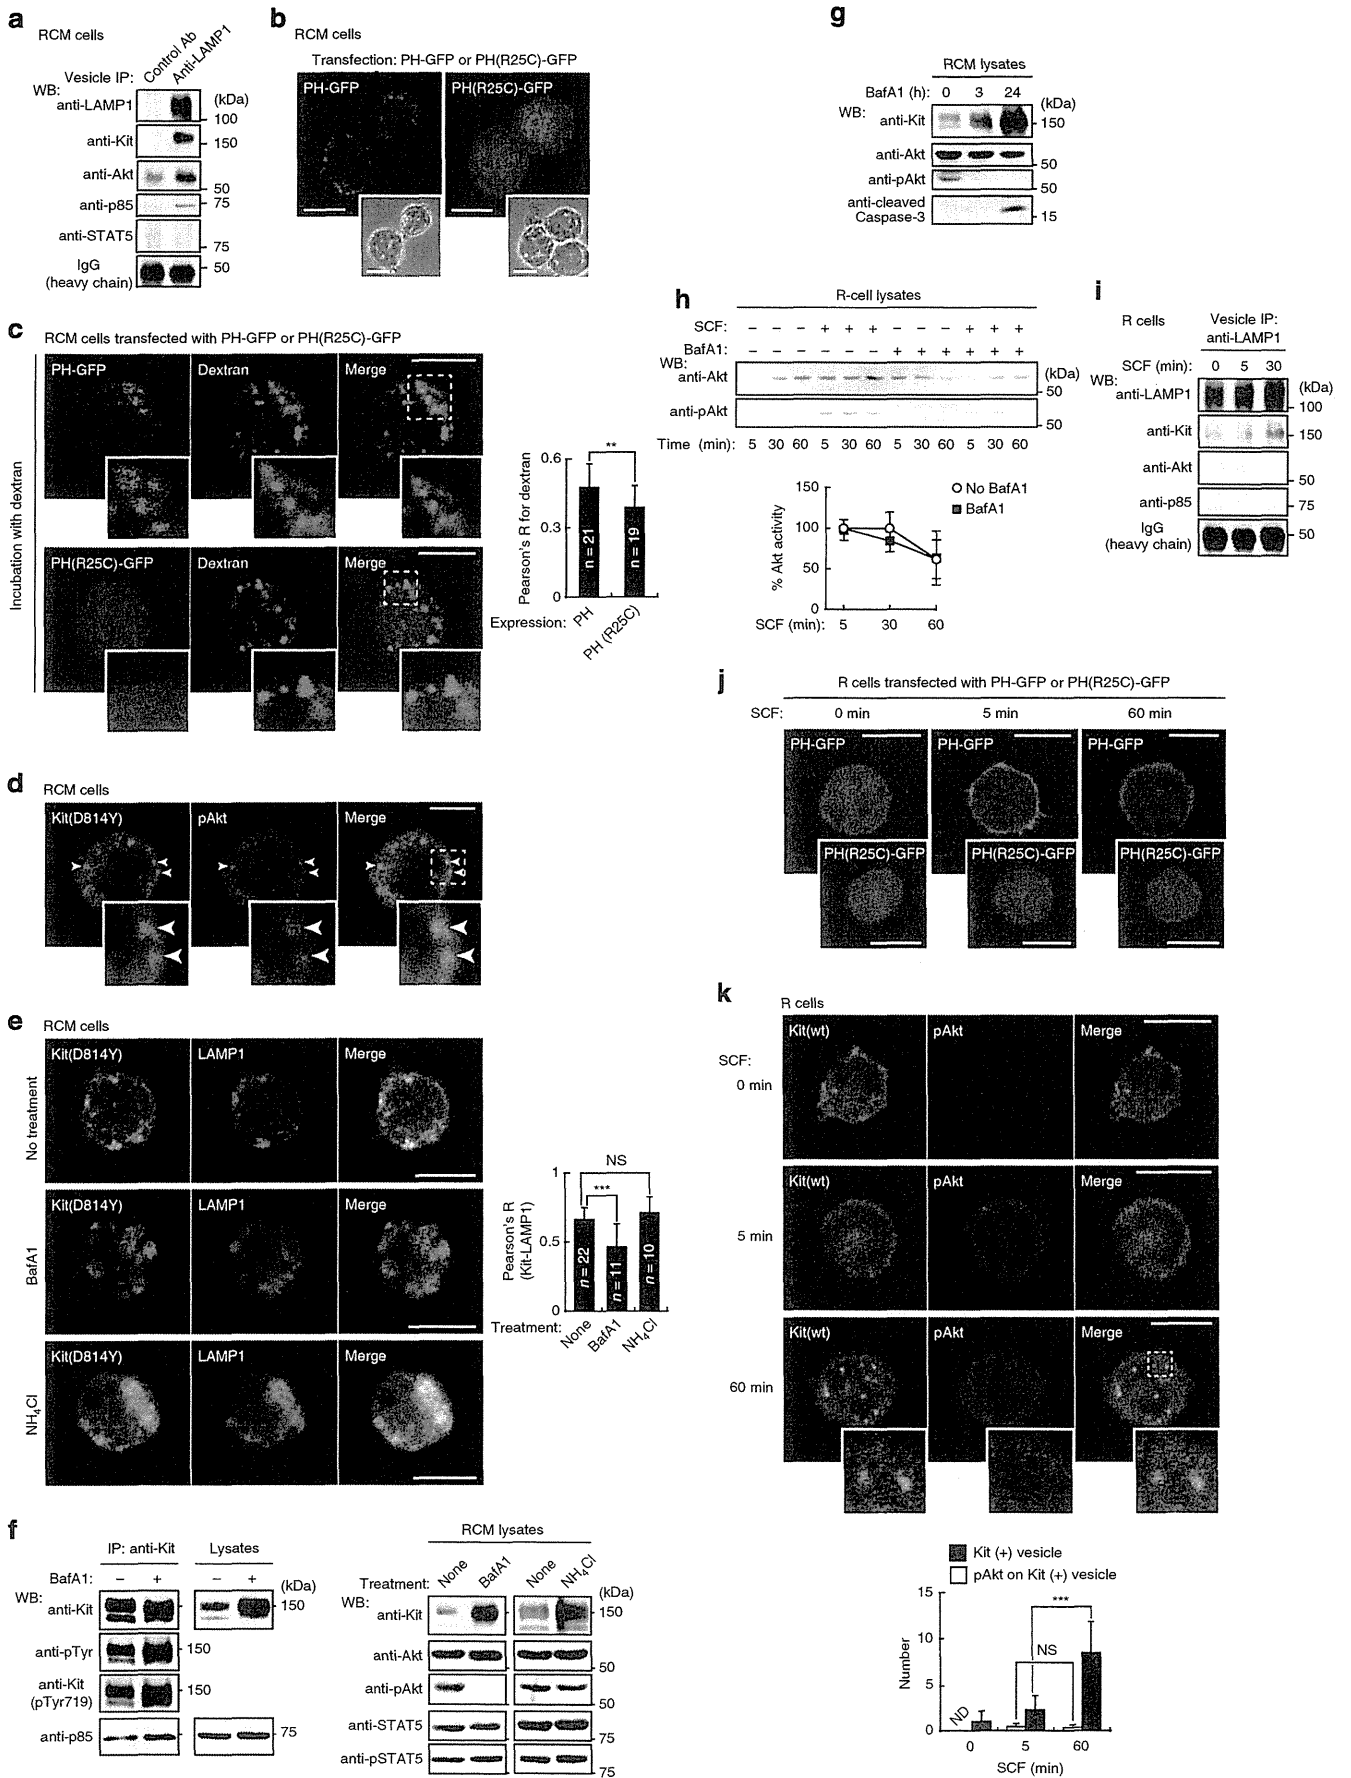 a
RCM cells
Vesicle IP:
Control Ab
Anti-LAMP1
WB:
anti-LAMP1
(kDa)
100
anti-Kit
150
anti-Akt
50
anti-p85
75
anti-STAT5
75
IgG
(heavy chain)
50
b
RCM cells
Transfection: PH-GFP or PH(R25C)-GFP
PH-GFP
PH(R25C)-GFP
c
RCM cells transfected with PH-GFP or PH(R25C)-GFP
Incubation with dextran
PH-GFP
Dextran
Merge
PH(R25C)-GFP
Dextran
Merge
Pearson's R for dextran
0.6
0.3
0
**
n = 21
n = 19
Expression:
PH
PH (R25C)
d
RCM cells
Kit(D814Y)
pAkt
Merge
e
RCM cells
No treatment
Kit(D814Y)
LAMP1
Merge
BafA1
Kit(D814Y)
LAMP1
Merge
NH4Cl
Kit(D814Y)
LAMP1
Merge
Pearson's R
(Kit-LAMP1)
1
0.5
0
NS
***
n = 22
n = 11
n = 10
Treatment:
None
BafA1
NH4Cl
f
IP: anti-Kit
Lysates
BafA1:
– + – +
WB:
(kDa)
anti-Kit
150
anti-pTyr
150
anti-Kit
(pTyr719)
150
anti-p85
75
RCM lysates
Treatment:
None
BafA1
None
NH4Cl
WB:
(kDa)
anti-Kit
150
anti-Akt
50
anti-pAkt
50
anti-STAT5
75
anti-pSTAT5
75
g
RCM lysates
BafA1 (h): 0 3 24
WB:
(kDa)
anti-Kit
150
anti-Akt
50
anti-pAkt
50
anti-cleaved
Caspase-3
15
h
R-cell lysates
SCF: – – – + + + – – – + + +
BafA1: – – – – – – + + + + + +
WB:
anti-Akt
(kDa)
50
anti-pAkt
50
Time (min): 5 30 60 5 30 60 5 30 60 5 30 60
% Akt activity
150
100
50
0
No BafA1
BafA1
SCF (min): 5 30 60
i
R cells
Vesicle IP:
anti-LAMP1
SCF (min): 0 5 30
WB:
(kDa)
anti-LAMP1
100
anti-Kit
150
anti-Akt
50
anti-p85
75
IgG
(heavy chain)
50
j
R cells transfected with PH-GFP or PH(R25C)-GFP
SCF: 0 min 5 min 60 min
PH-GFP
PH-GFP
PH-GFP
PH(R25C)-GFP
PH(R25C)-GFP
PH(R25C)-GFP
k
R cells
SCF:
0 min
Kit(wt)
pAkt
Merge
5 min
Kit(wt)
pAkt
Merge
60 min
Kit(wt)
pAkt
Merge
Kit (+) vesicle
pAkt on Kit (+) vesicle
Number
15
10
5
0
ND
NS
***
0 5 60
SCF (min)